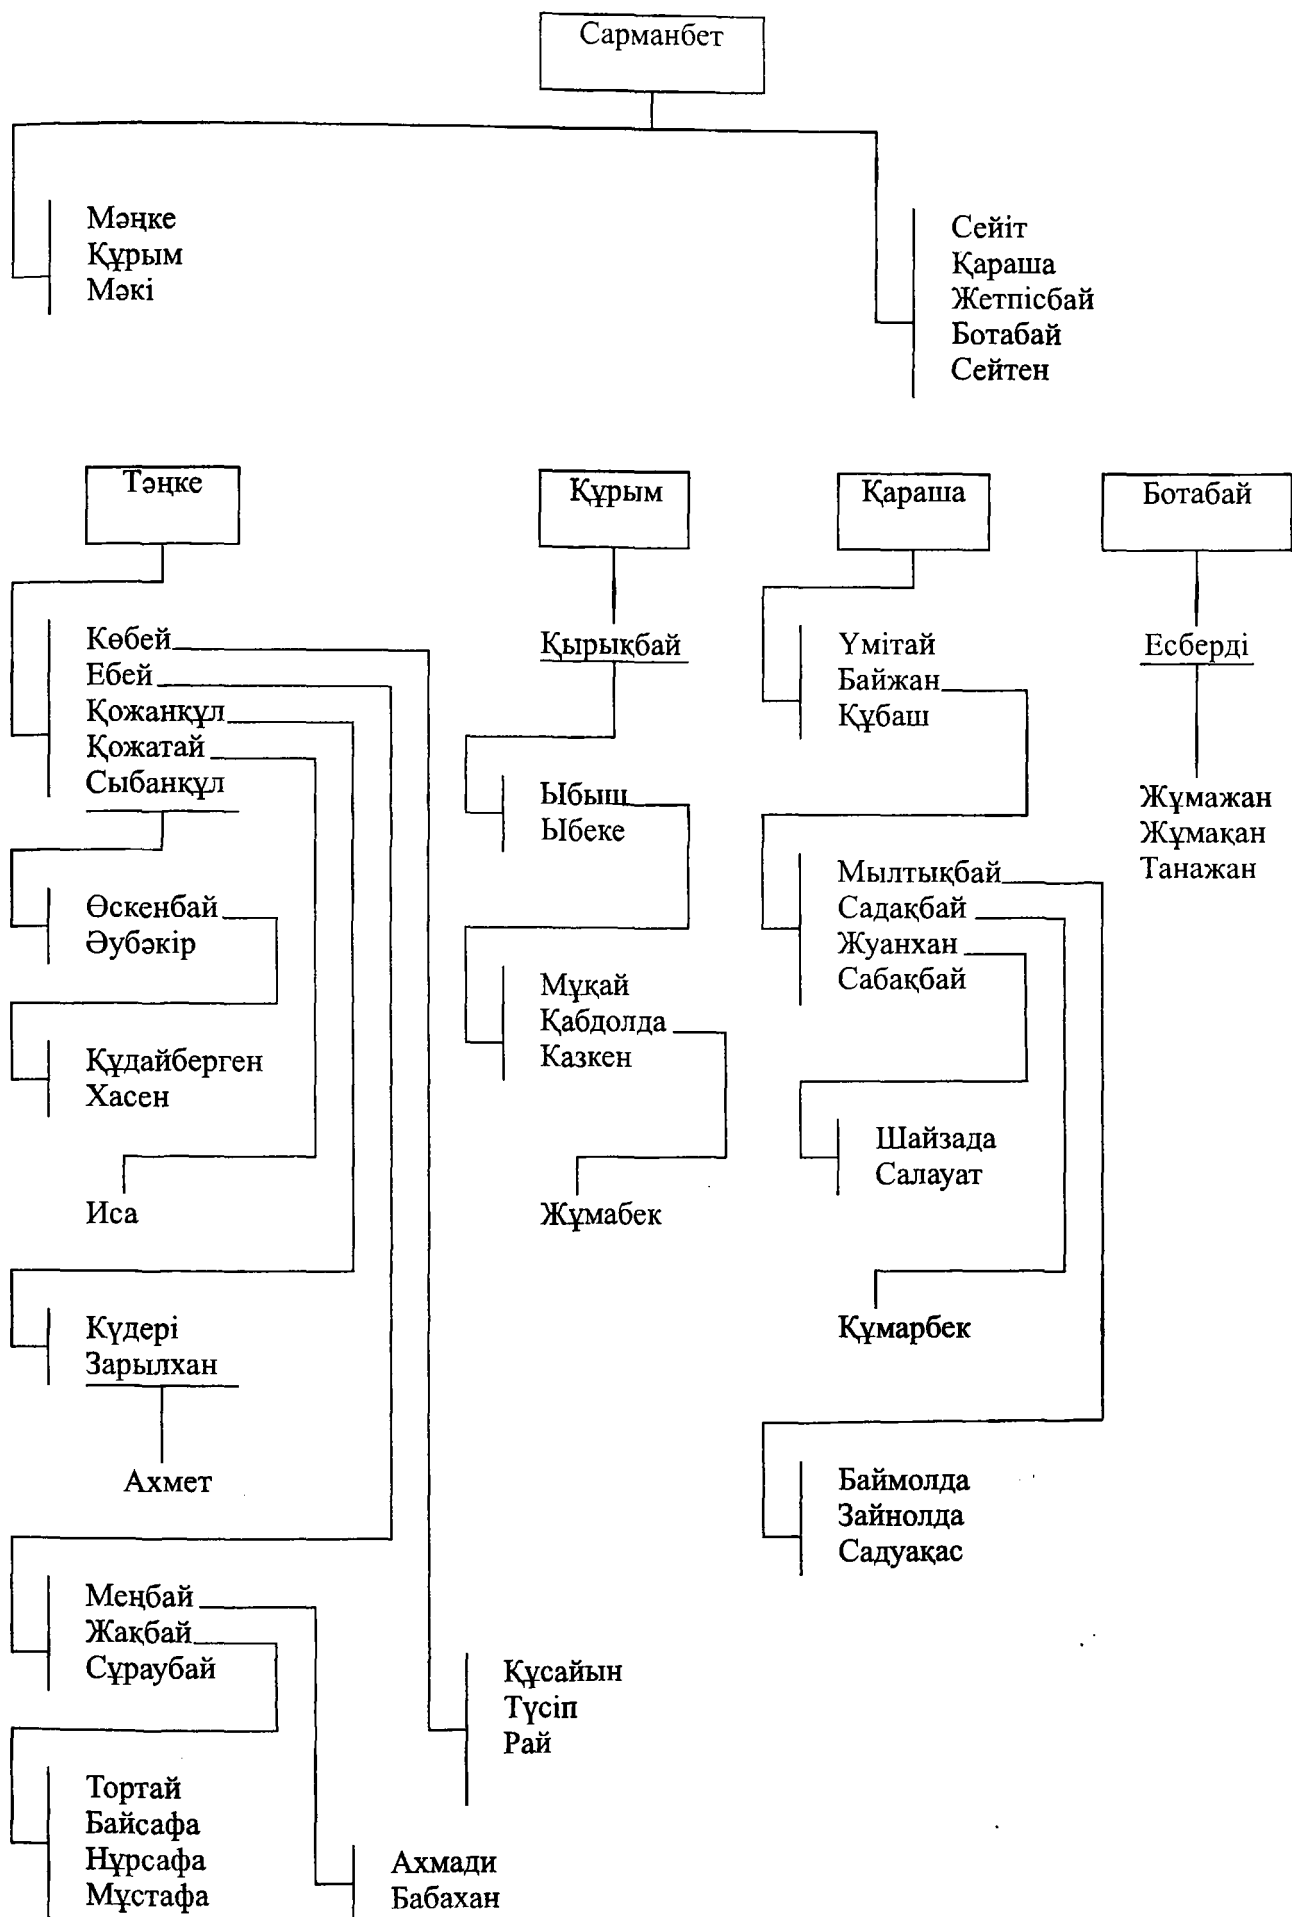 Сарманбет
Мәңке
Құрым
Мәкі
Сейіт
Қараша
Жетпісбай
Ботабай
Сейтен
Тәңке
Құрым
Қараша
Ботабай
Көбей
Ебей
Қожанқұл
Қожатай
Сыбанқұл
Өскенбай
Әубәкір
Құдайберген
Хасен
Иса
Күдері
Зарылхан
Ахмет
Меңбай
Жақбай
Сұраубай
Тортай
Байсафа
Нұрсафа
Мұстафа
Ахмади
Бабахан
Құсайын
Түсіп
Рай
Қырықбай
Ыбыш
Ыбеке
Мұқай
Қабдолда
Казкен
Жұмабек
Үмітай
Байжан
Құбаш
Мылтықбай
Садақбай
Жуанхан
Сабақбай
Шайзада
Салауат
Құмарбек
Баймолда
Зайнолда
Садуақас
Есберді
Жұмажан
Жұмақан
Танажан